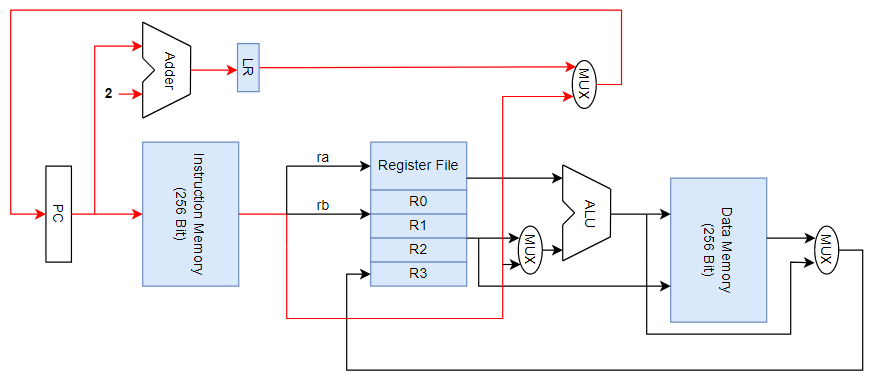 Adder
LR
MUX
2
PC
Instruction Memory
(256 Bit)
ra
rb
Register File
R0
R1
R2
R3
MUX
ALU
Data Memory
(256 Bit)
MUX